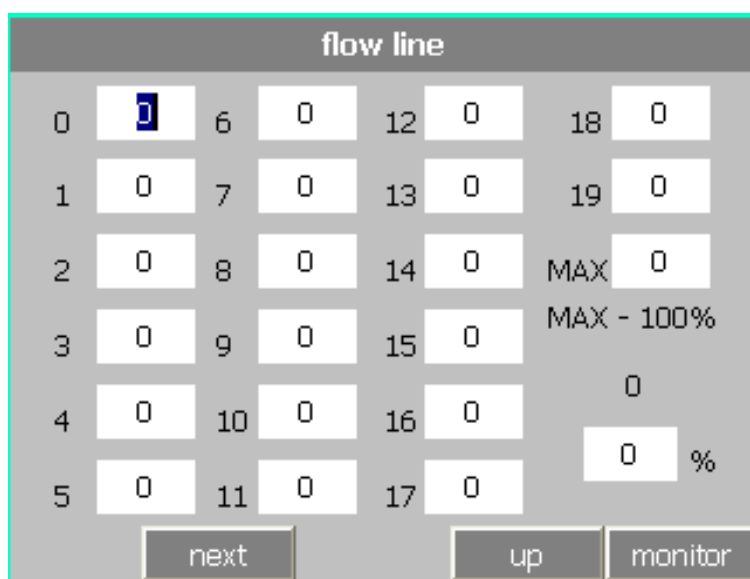 flow line
0 0 6 0 12 0 18 0
1 0 7 0 13 0 19 0
2 0 8 0 14 0 MAX 0
MAX - 100%
3 0 9 0 15 0
0
4 0 10 0 16 0
0 %
5 0 11 0 17 0
next up monitor